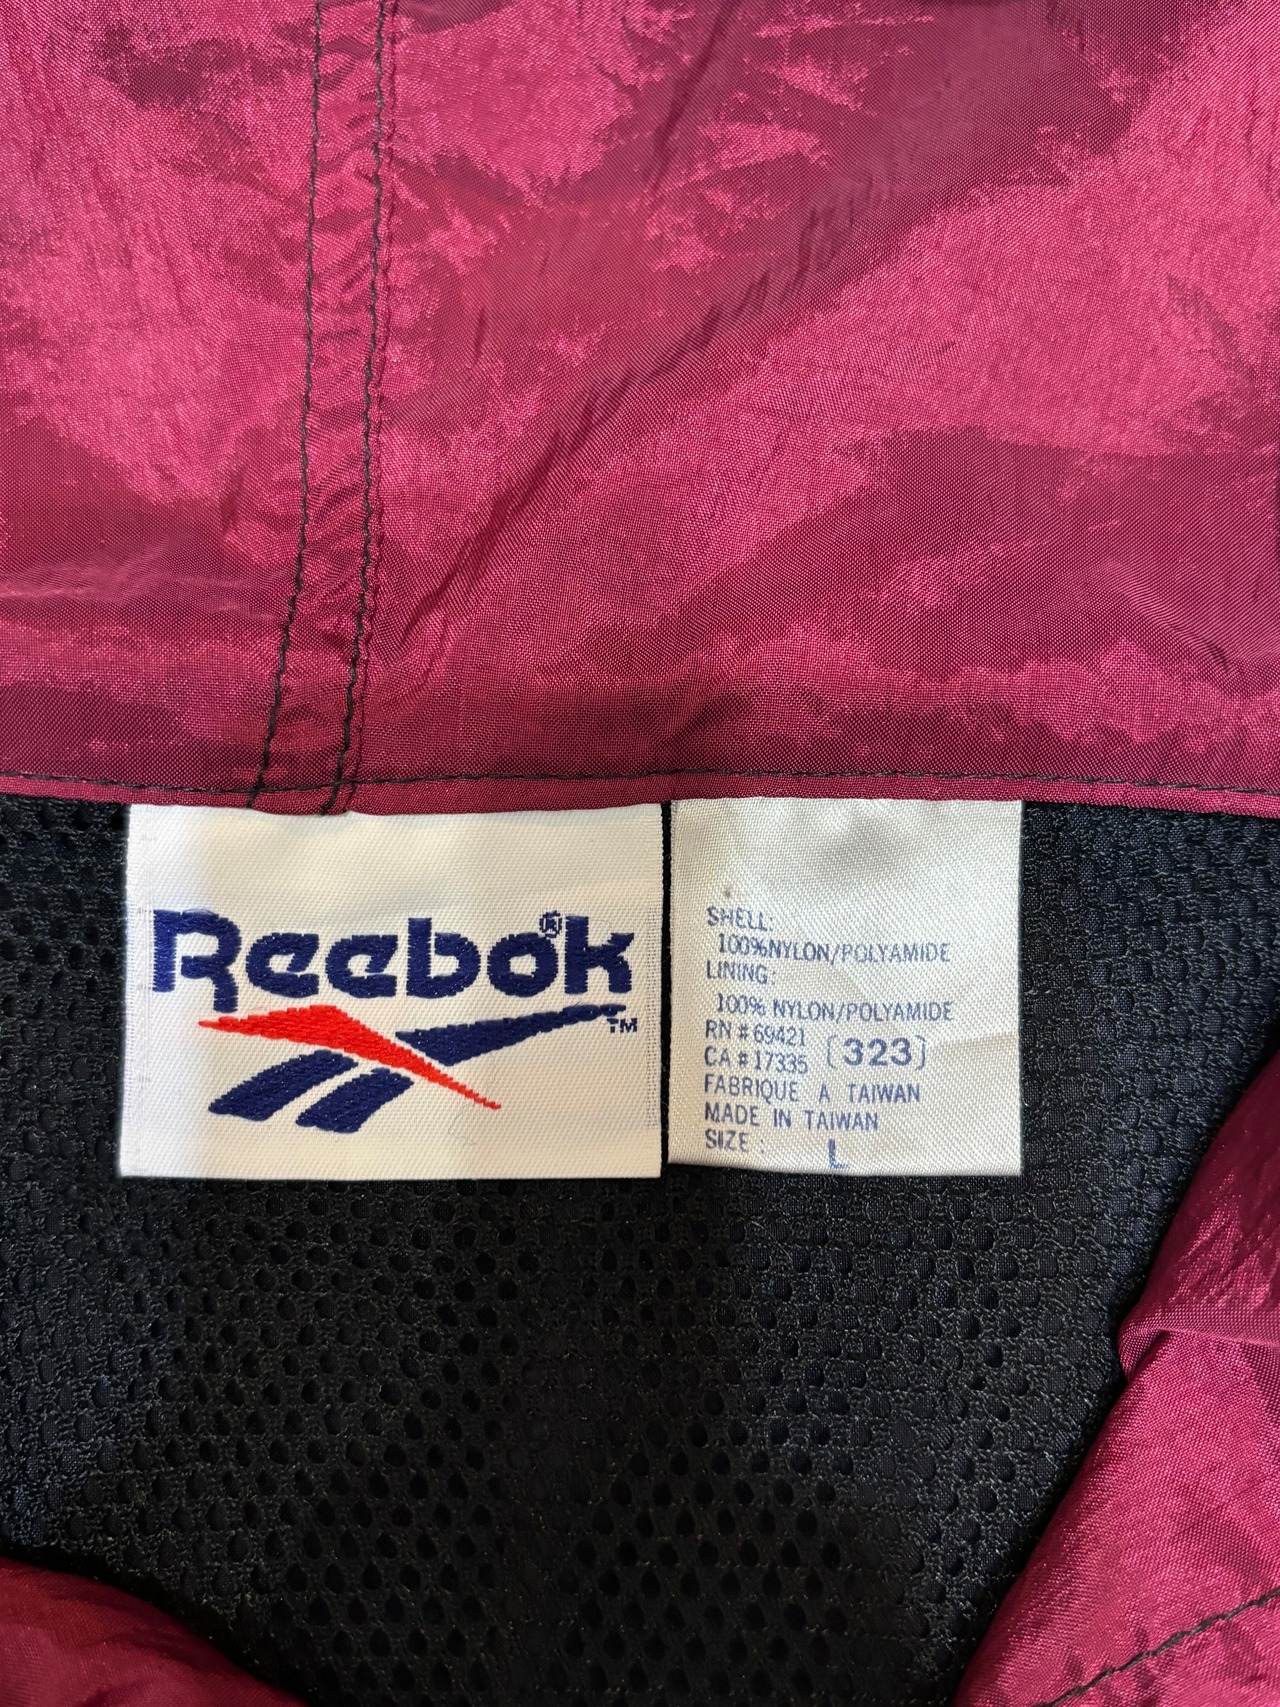 Reebok®
™
SHELL:
100%NYLON/POLYAMIDE
LINING:
100% NYLON/POLYAMIDE
RN # 69421
CA # 17335 [323]
FABRIQUE A TAIWAN
MADE IN TAIWAN
SIZE: L